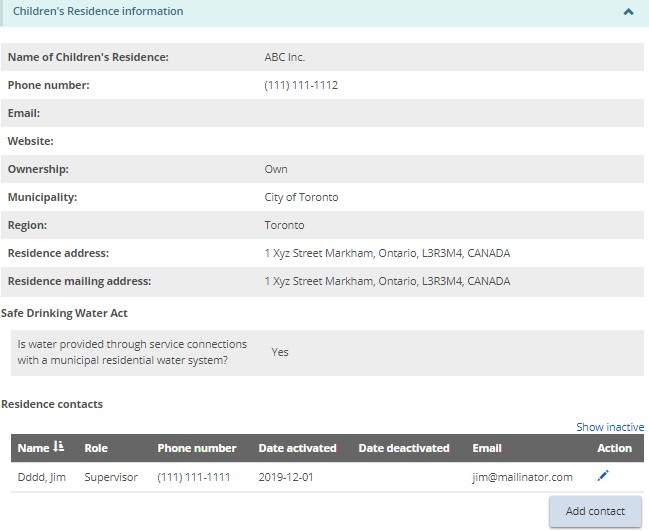 Children's Residence information
Name of Children's Residence: ABC Inc.
Phone number: (111) 111-1112
Email:
Website:
Ownership: Own
Municipality: City of Toronto
Region: Toronto
Residence address: 1 Xyz Street Markham, Ontario, L3R3M4, CANADA
Residence mailing address: 1 Xyz Street Markham, Ontario, L3R3M4, CANADA
Safe Drinking Water Act
Is water provided through service connections
with a municipal residential water system? Yes
Residence contacts
Show inactive
Name Role Phone number Date activated Date deactivated Email Action
Dddd, Jim Supervisor (111) 111-1111 2019-12-01 jim@mailinator.com
Add contact